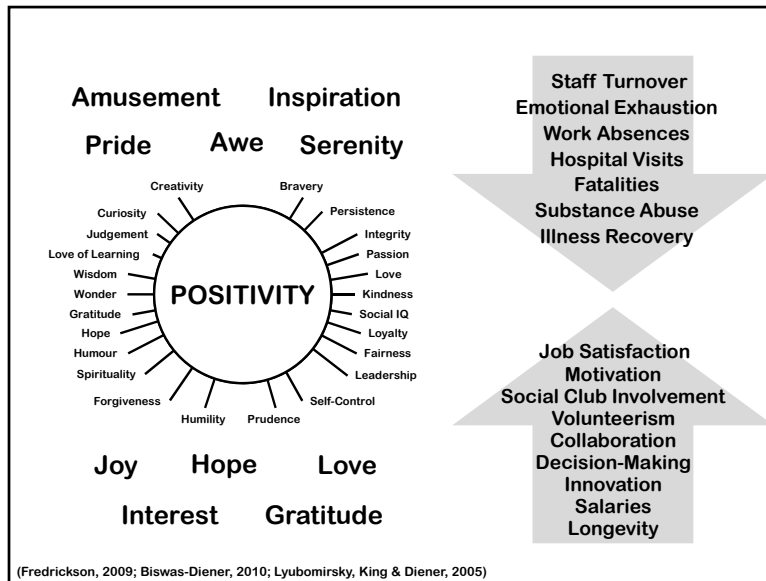 Amusement Inspiration
Pride Awe Serenity
Creativity
Curiosity
Judgement
Love of Learning
Wisdom
Wonder
Gratitude
Hope
Humour
Spirituality
Forgiveness
Humility
Bravery
Persistence
Integrity
Passion
Love
Kindness
Social IQ
Loyalty
Fairness
Leadership
Self-Control
Prudence
POSITIVITY
Joy Hope Love
Interest Gratitude
Staff Turnover
Emotional Exhaustion
Work Absences
Hospital Visits
Fatalities
Substance Abuse
Illness Recovery
Job Satisfaction
Motivation
Social Club Involvement
Volunteerism
Collaboration
Decision-Making
Innovation
Salaries
Longevity
(Fredrickson, 2009; Biswas-Diener, 2010; Lyubomirsky, King & Diener, 2005)